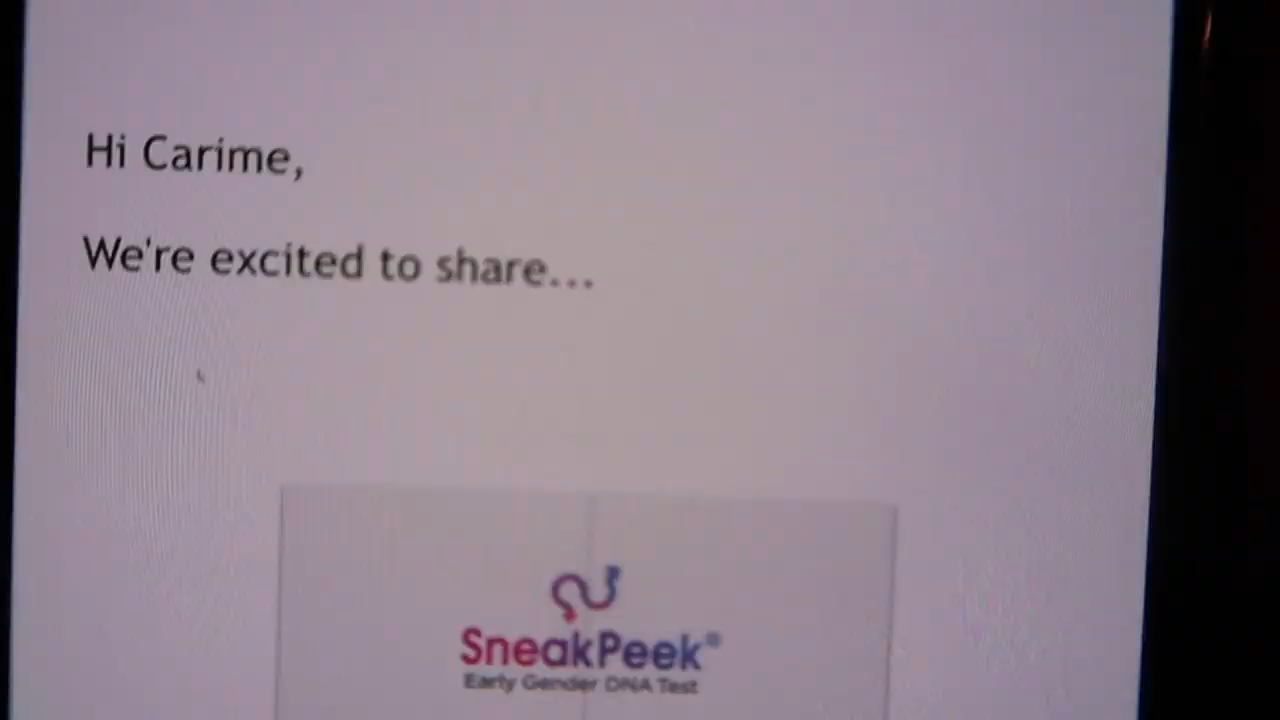 Hi Carime,
We're excited to share...
SneakPeek®
Early Gender DNA Test